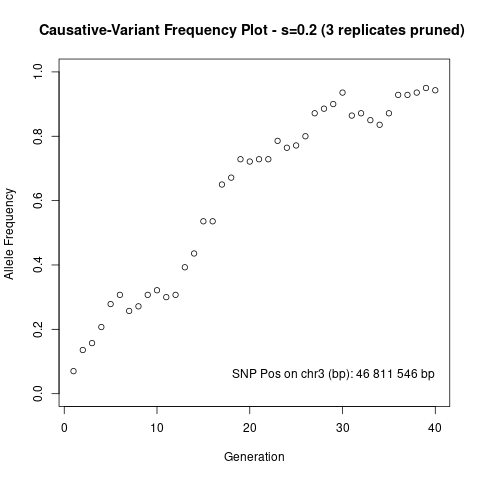 Causative-Variant Frequency Plot - s=0.2 (3 replicates pruned)
1.0
0.8
0.6
0.4
0.2
0.0
Allele Frequency
SNP Pos on chr3 (bp): 46 811 546 bp
0 10 20 30 40
Generation